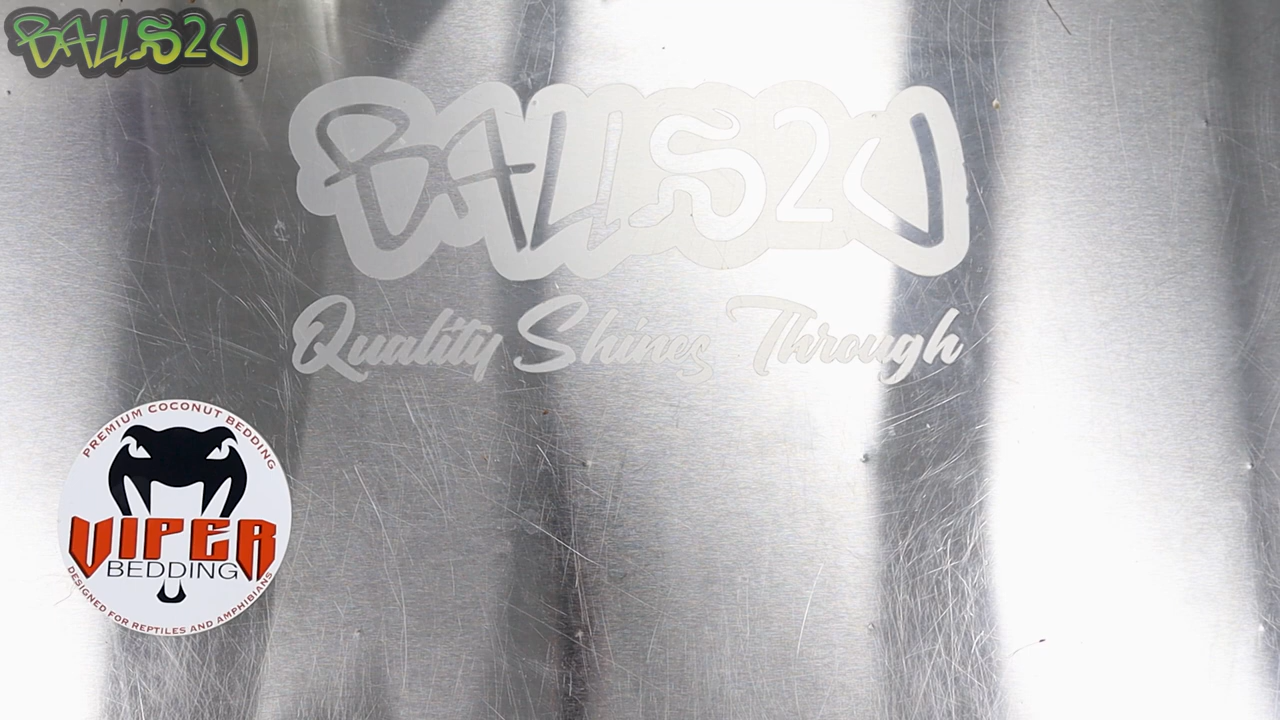 BALLS2U
BALLS2U
Quality Shines Through
PREMIUM COCONUT BEDDING
VIPER
BEDDING
DESIGNED FOR REPTILES AND AMPHIBIANS